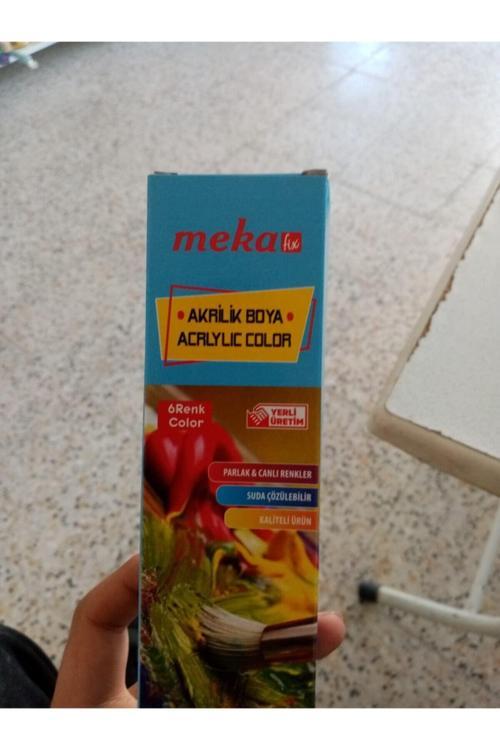 meka fix
• AKRİLİK BOYA •
ACRLYLIC COLOR
6Renk
Color
YERLİ
ÜRETİM
PARLAK & CANLI RENKLER
SUDA ÇÖZÜLEBİLİR
KALİTELİ ÜRÜN